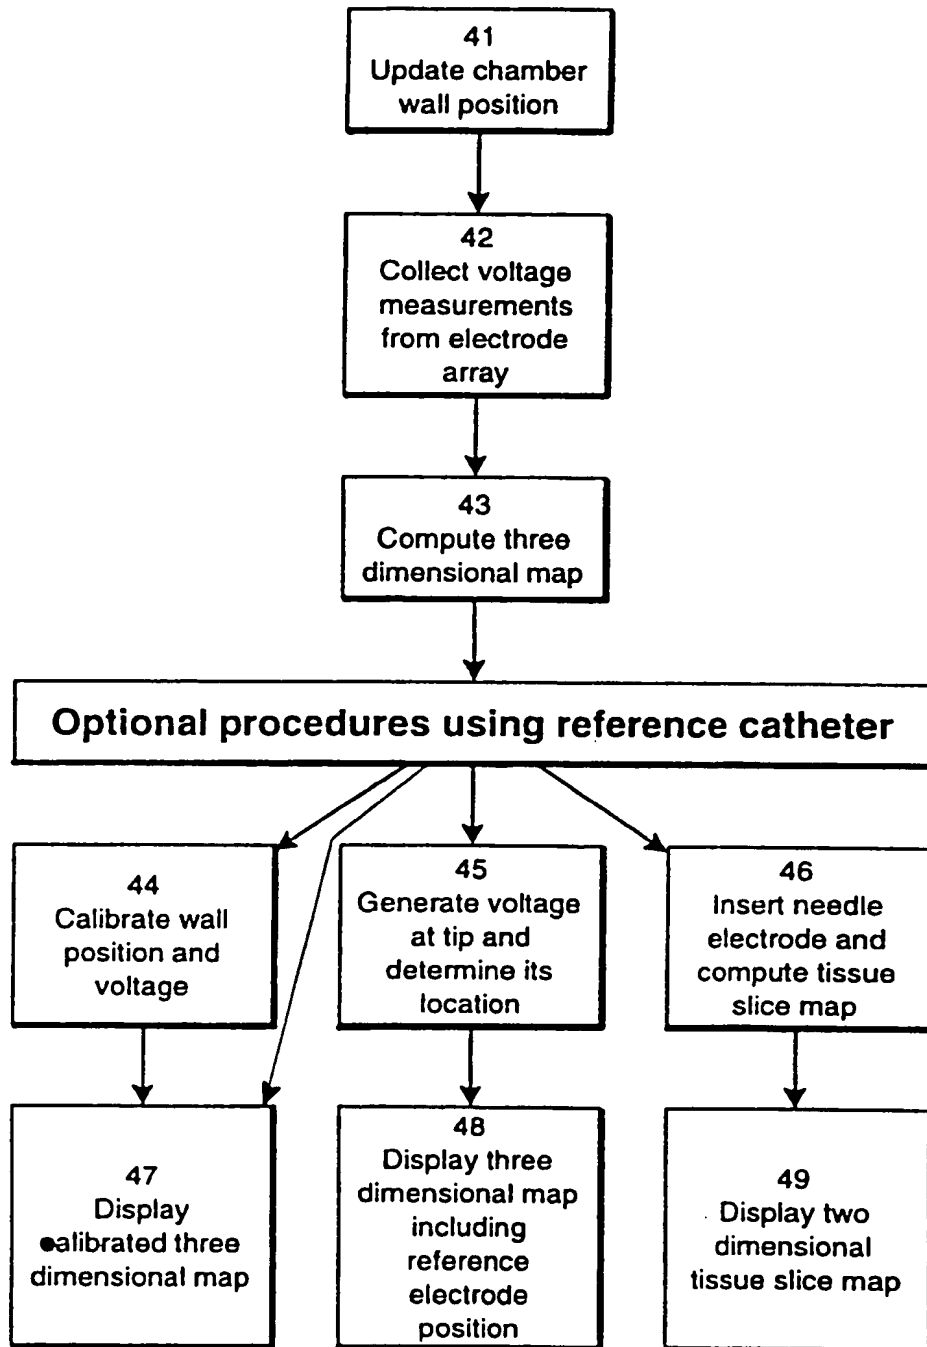 41
Update chamber
wall position
42
Collect voltage
measurements
from electrode
array
43
Compute three
dimensional map
Optional procedures using reference catheter
44
Calibrate wall
position and
voltage
45
Generate voltage
at tip and
determine its
location
46
Insert needle
electrode and
compute tissue
slice map
47
Display
calibrated three
dimensional map
48
Display three
dimensional map
including
reference
electrode
position
49
Display two
dimensional
tissue slice map